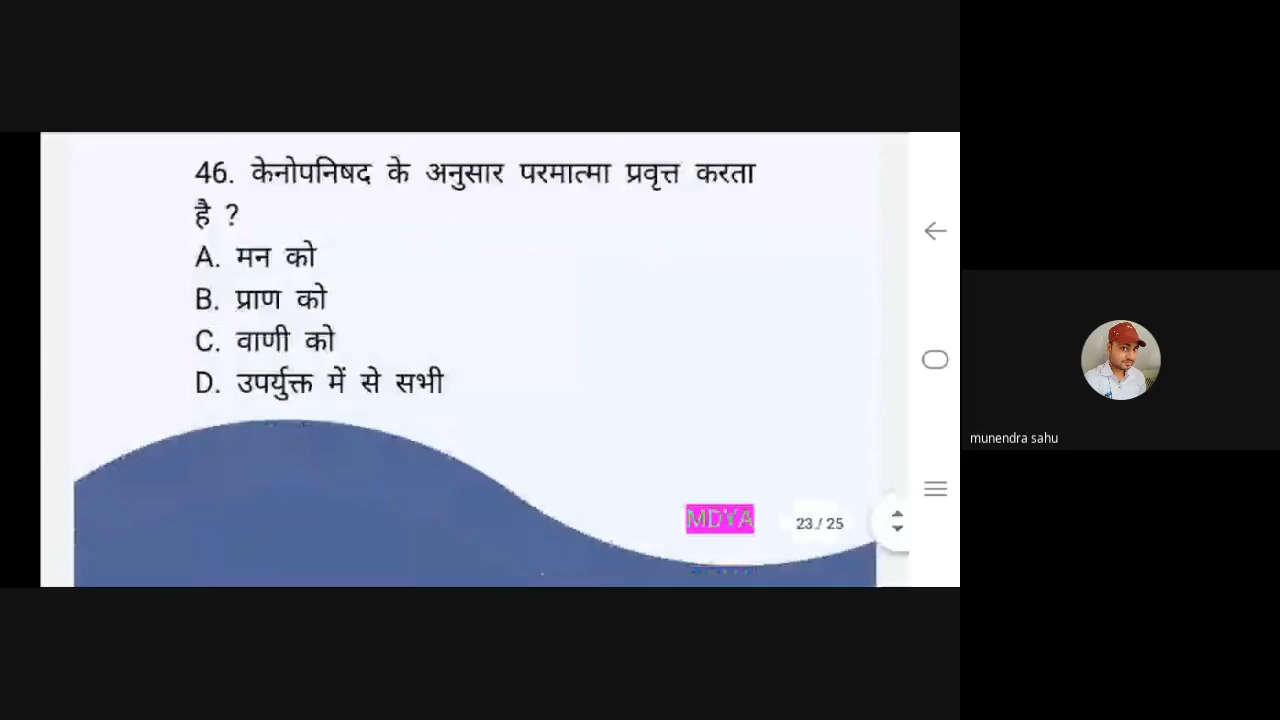 46. केनोपनिषद के अनुसार परमात्मा प्रवृत्त करता
है ?
A. मन को
B. प्राण को
C. वाणी को
D. उपर्युक्त में से सभी
MDYA
23 / 25
munendra sahu